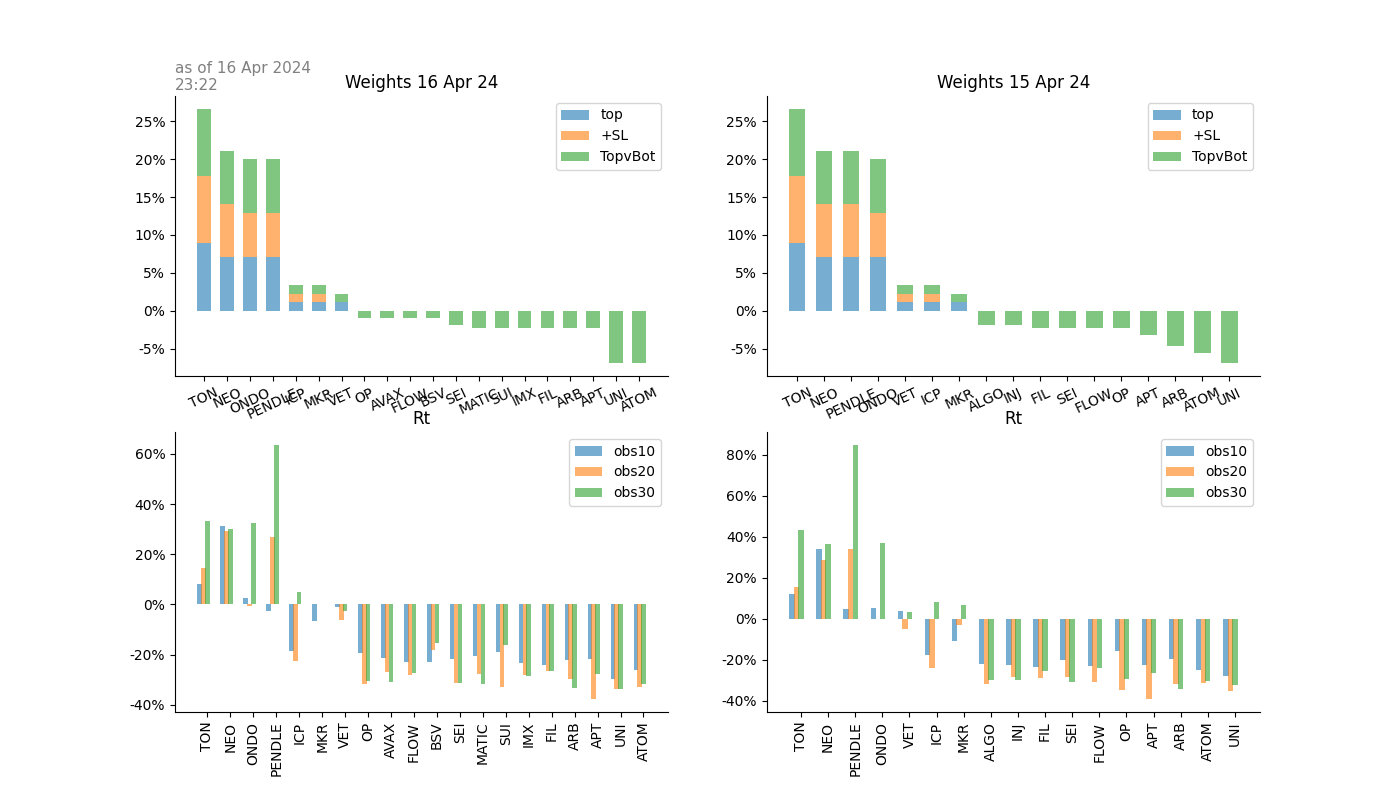 as of 16 Apr 2024
23:22
Weights 16 Apr 24
25%
20%
15%
10%
5%
0%
-5%
top
+SL
TopvBot
TON NEO ONDO PENDLE ICP MKR VET OP AVAX FLOW BSV SEI MATIC SUI IMX FIL ARB APT UNI ATOM
Weights 15 Apr 24
25%
20%
15%
10%
5%
0%
-5%
top
+SL
TopvBot
TON NEO PENDLE ONDO VET ICP MKR ALGO INJ FIL SEI FLOW OP APT ARB ATOM UNI
Rt
60%
40%
20%
0%
-20%
-40%
obs10
obs20
obs30
TON NEO ONDO PENDLE ICP MKR VET OP AVAX FLOW BSV SEI MATIC SUI IMX FIL ARB APT UNI ATOM
Rt
80%
60%
40%
20%
0%
-20%
-40%
obs10
obs20
obs30
TON NEO PENDLE ONDO VET ICP MKR ALGO INJ FIL SEI FLOW OP APT ARB ATOM UNI